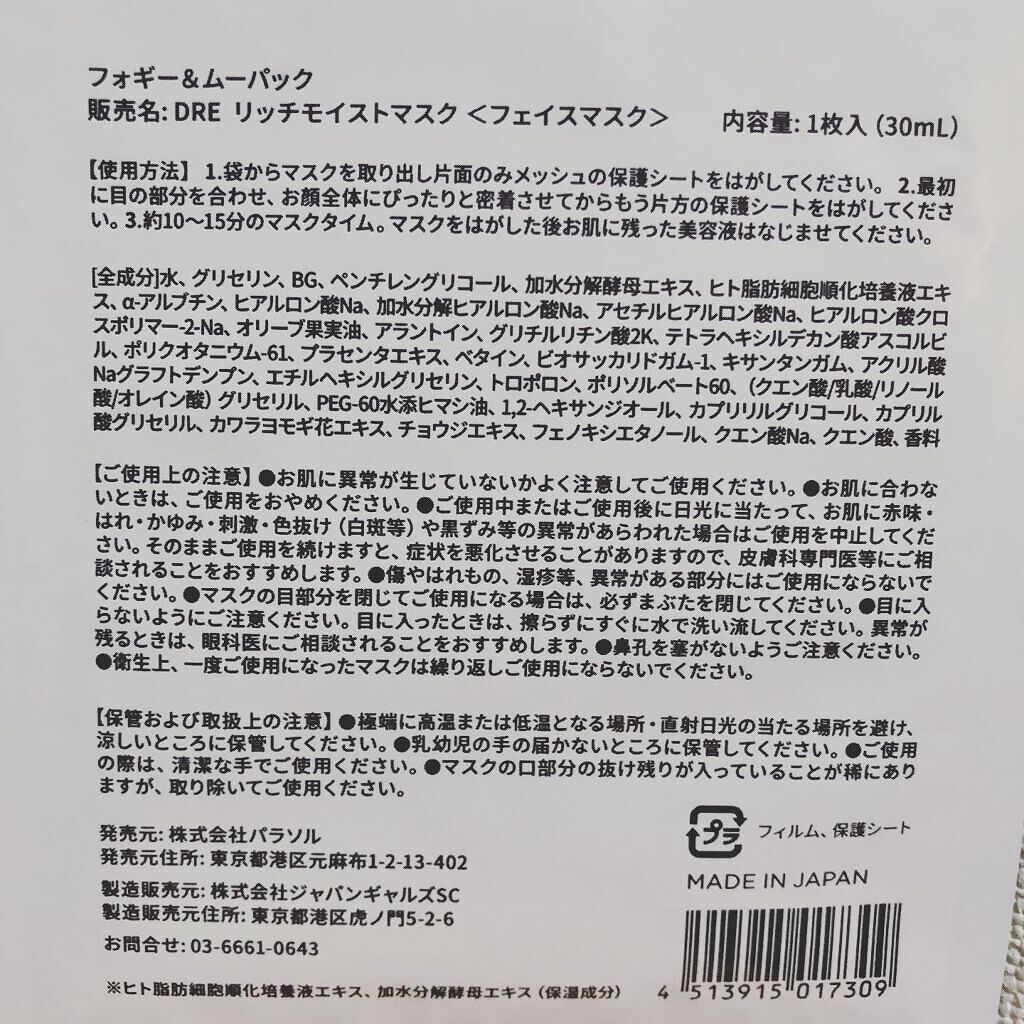 フォギー&ムーパック
販売名: DRE リッチモイストマスク <フェイスマスク>
内容量: 1枚入 (30mL)
【使用方法】 1.袋からマスクを取り出し片面のみメッシュの保護シートをはがしてください。 2.最初
に目の部分を合わせ、お顔全体にぴったりと密着させてからもう片方の保護シートをはがしてくださ
い。3.約10〜15分のマスクタイム。マスクをはがした後お肌に残った美容液はなじませてください。
[全成分]水、グリセリン、BG、ペンチレングリコール、加水分解酵母エキス、ヒト脂肪細胞順化培養液エキ
ス、α-アルブチン、ヒアルロン酸Na、加水分解ヒアルロン酸Na、アセチルヒアルロン酸Na、ヒアルロン酸クロ
スポリマー-2-Na、オリーブ果実油、アラントイン、グリチルリチン酸2K、テトラヘキシルデカン酸アスコルビ
ル、ポリクオタニウム-61、プラセンタエキス、ベタイン、ビオサッカリドガム-1、キサンタンガム、アクリル酸
Naグラフトデンプン、エチルヘキシルグリセリン、トロポロン、ポリソルベート60、(クエン酸/乳酸/リノール
酸/オレイン酸) グリセリル、PEG-60水添ヒマシ油、1,2-ヘキサンジオール、カプリリルグリコール、カプリル
酸グリセリル、カワラヨモギ花エキス、チョウジエキス、フェノキシエタノール、クエン酸Na、クエン酸、香料
【ご使用上の注意】●お肌に異常が生じていないかよく注意してご使用ください。●お肌に合わな
いときは、ご使用をおやめください。●ご使用中またはご使用後に日光に当たって、お肌に赤味・
はれ・かゆみ・刺激・色抜け (白斑等) や黒ずみ等の異常があらわれた場合はご使用を中止してくだ
さい。そのままご使用を続けますと、症状を悪化させることがありますので、皮膚科専門医等にご相
談されることをおすすめします。●傷やはれもの、湿疹等、異常がある部分にはご使用にならないで
ください。●マスクの目部分を閉じてご使用になる場合は、必ずまぶたを閉じてください。●目に入
らないようにご注意ください。目に入ったときは、擦らずにすぐに水で洗い流してください。異常が
残るときは、眼科医にご相談されることをおすすめします。●鼻孔を塞がないようご注意ください。
●衛生上、一度ご使用になったマスクは繰り返しご使用にならないでください。
【保管および取扱上の注意】●極端に高温または低温となる場所・直射日光の当たる場所を避け、
涼しいところに保管してください。●乳幼児の手の届かないところに保管してください。●ご使用
の際は、清潔な手でご使用ください。●マスクの口部分の抜け残りが入っていることが稀にあり
ますが、取り除いてご使用ください。
発売元: 株式会社パラソル
発売元住所: 東京都港区元麻布1-2-13-402
製造販売元: 株式会社ジャパンギャルズSC
製造販売元住所: 東京都港区虎ノ門5-2-6
お問合せ: 03-6661-0643
※ヒト脂肪細胞順化培養液エキス、加水分解酵母エキス (保湿成分)
プラ
フィルム、保護シート
MADE IN JAPAN
4 513915 017309